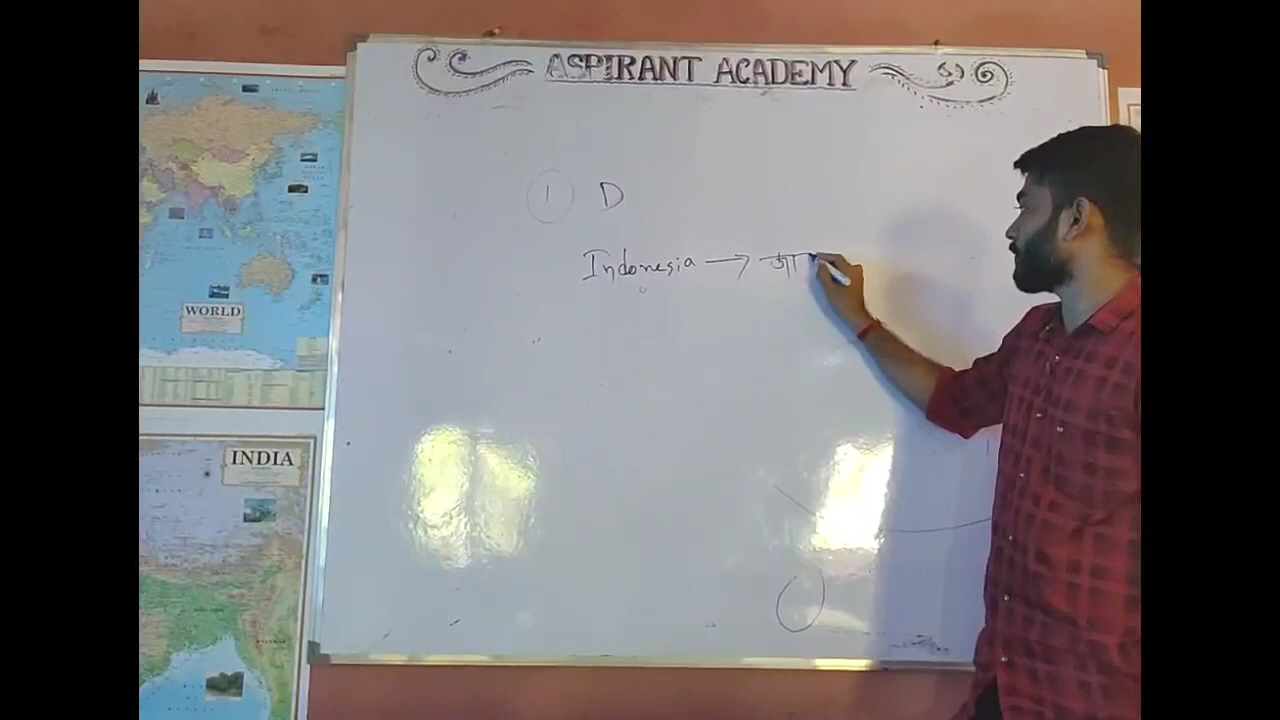 ASPIRANT ACADEMY
① D
Indonesia → जा
WORLD
INDIA